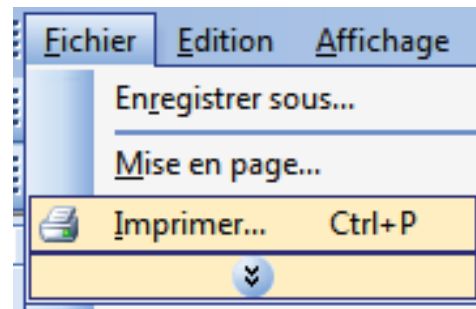 Fichier Edition Affichage
Enregistrer sous...
Mise en page...
Imprimer... Ctrl+P